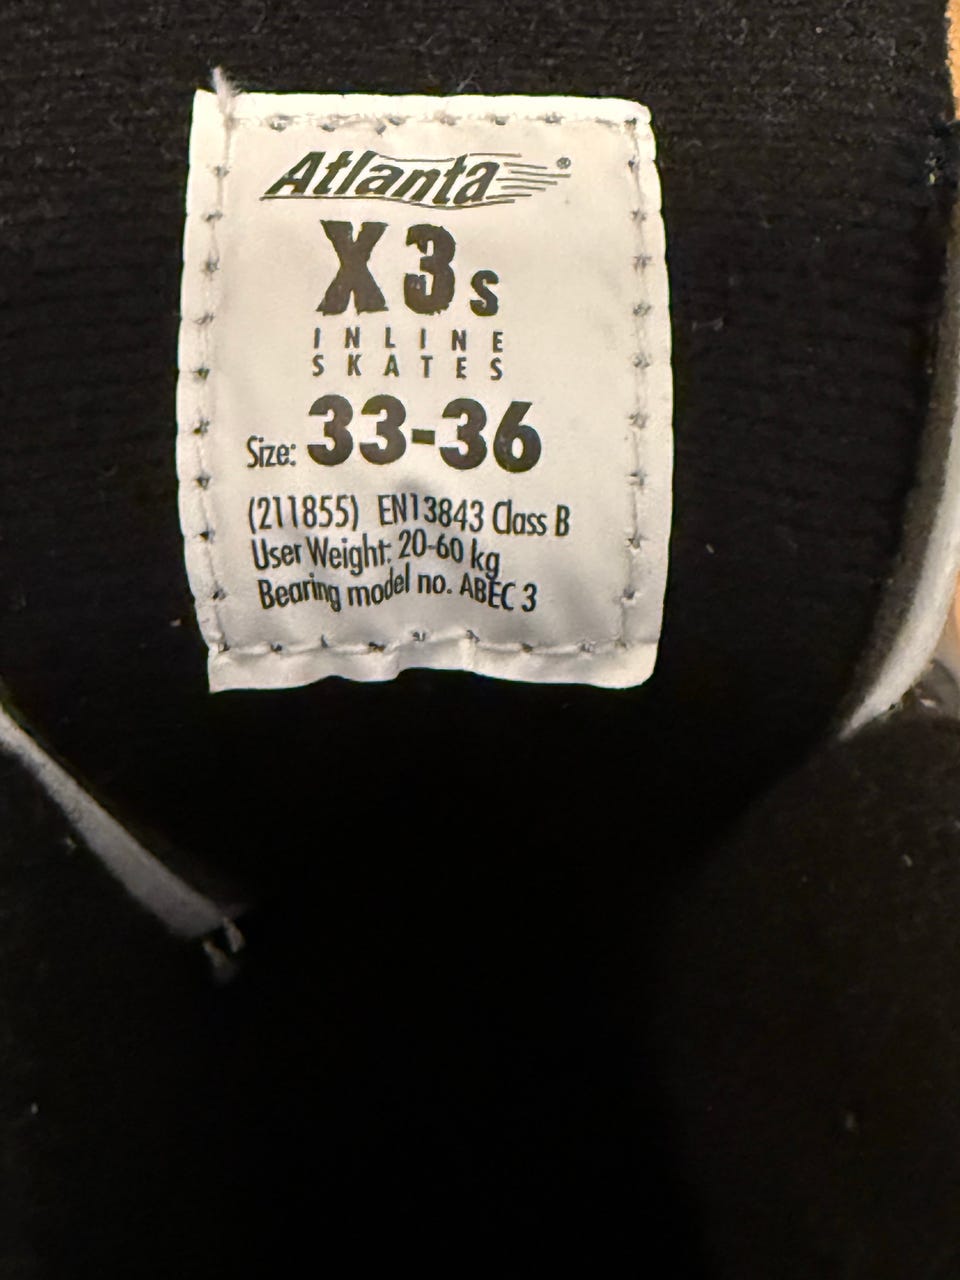 Atlanta®
X3s
INLINE
SKATES
Size: 33-36
(211855) EN13843 Class B
User Weight: 20-60 kg
Bearing model no. ABEC 3